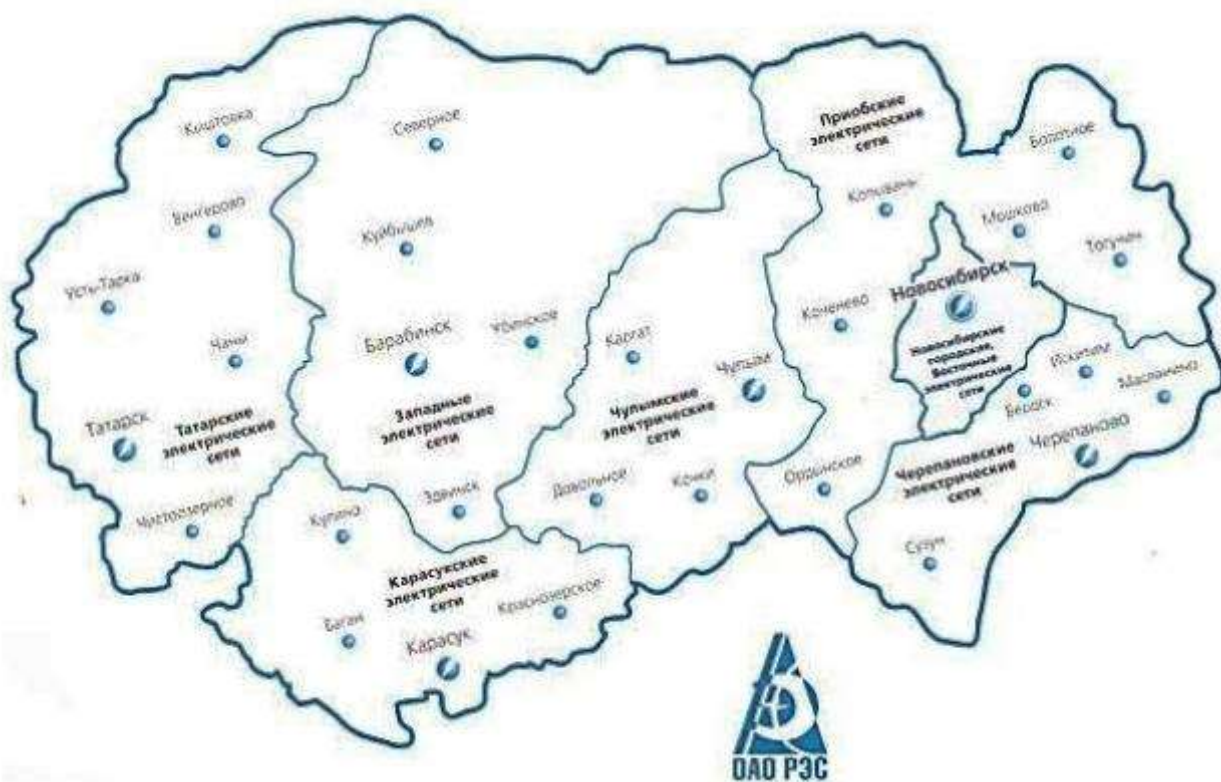 Кыштовка
Северное
Приобские
электрические
сети
Болотное
Венгерово
Колывань
Мошково
Куйбышев
Тогучин
Усть-Тарка
Новосибирск
Чаны
Барабинск
Убинское
Каргат
Чулым
Коченево
Новосибирские
городские,
Восточные
электрические
сети
Искитим
Маслянино
Бердск
Татарск
Татарские
электрические
сети
Западные
электрические
сети
Чулымские
электрические
сети
Черепаново
Черепановские
электрические
сети
Чистоозерное
Купино
Здвинск
Довольное
Кочки
Ордынское
Сузун
Карасукские
электрические
сети
Баган
Карасук
Краснозерское
ОАО РЭС